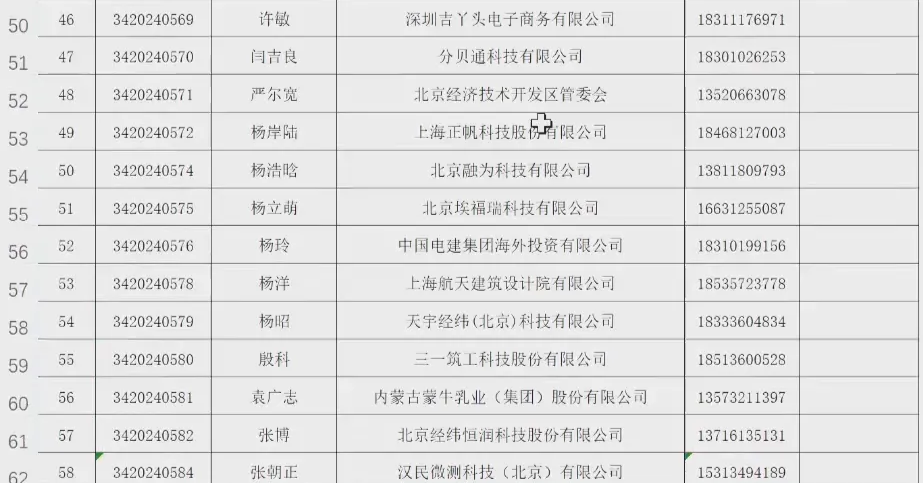 50 46 3420240569 许敏 深圳吉丫头电子商务有限公司 18311176971
51 47 3420240570 闫吉良 分贝通科技有限公司 18301026253
52 48 3420240571 严尔宽 北京经济技术开发区管委会 13520663078
53 49 3420240572 杨岸陆 上海正帆科技股份有限公司 18468127003
54 50 3420240574 杨浩晗 北京融为科技有限公司 13811809793
55 51 3420240575 杨立萌 北京埃福瑞科技有限公司 16631255087
56 52 3420240576 杨玲 中国电建集团海外投资有限公司 18310199156
57 53 3420240578 杨洋 上海航天建筑设计院有限公司 18535723778
58 54 3420240579 杨昭 天宇经纬(北京)科技有限公司 18333604834
59 55 3420240580 殷科 三一筑工科技股份有限公司 18513600528
60 56 3420240581 袁广志 内蒙古蒙牛乳业（集团）股份有限公司 13573211397
61 57 3420240582 张博 北京经纬恒润科技股份有限公司 13716135131
62 58 3420240584 张朝正 汉民微测科技（北京）有限公司 15313494189